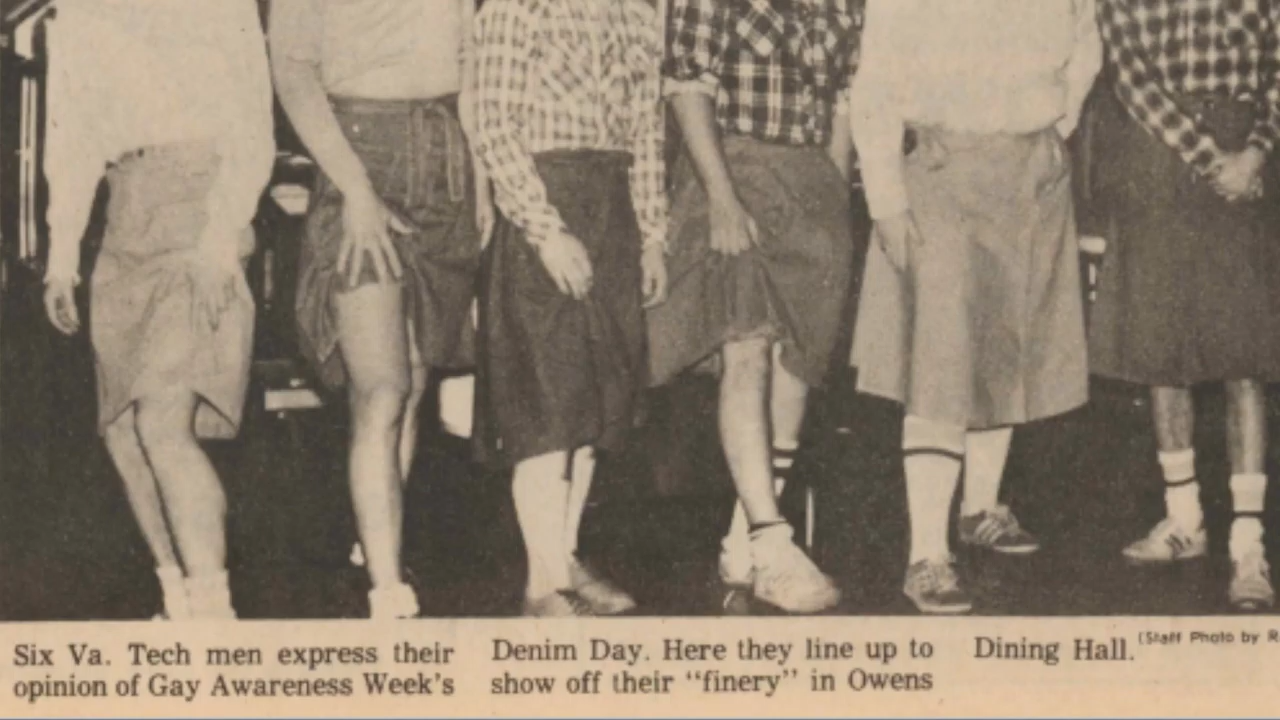 Six Va. Tech men express their
opinion of Gay Awareness Week's
Denim Day. Here they line up to
show off their "finery" in Owens
Dining Hall.
(Staff Photo by R